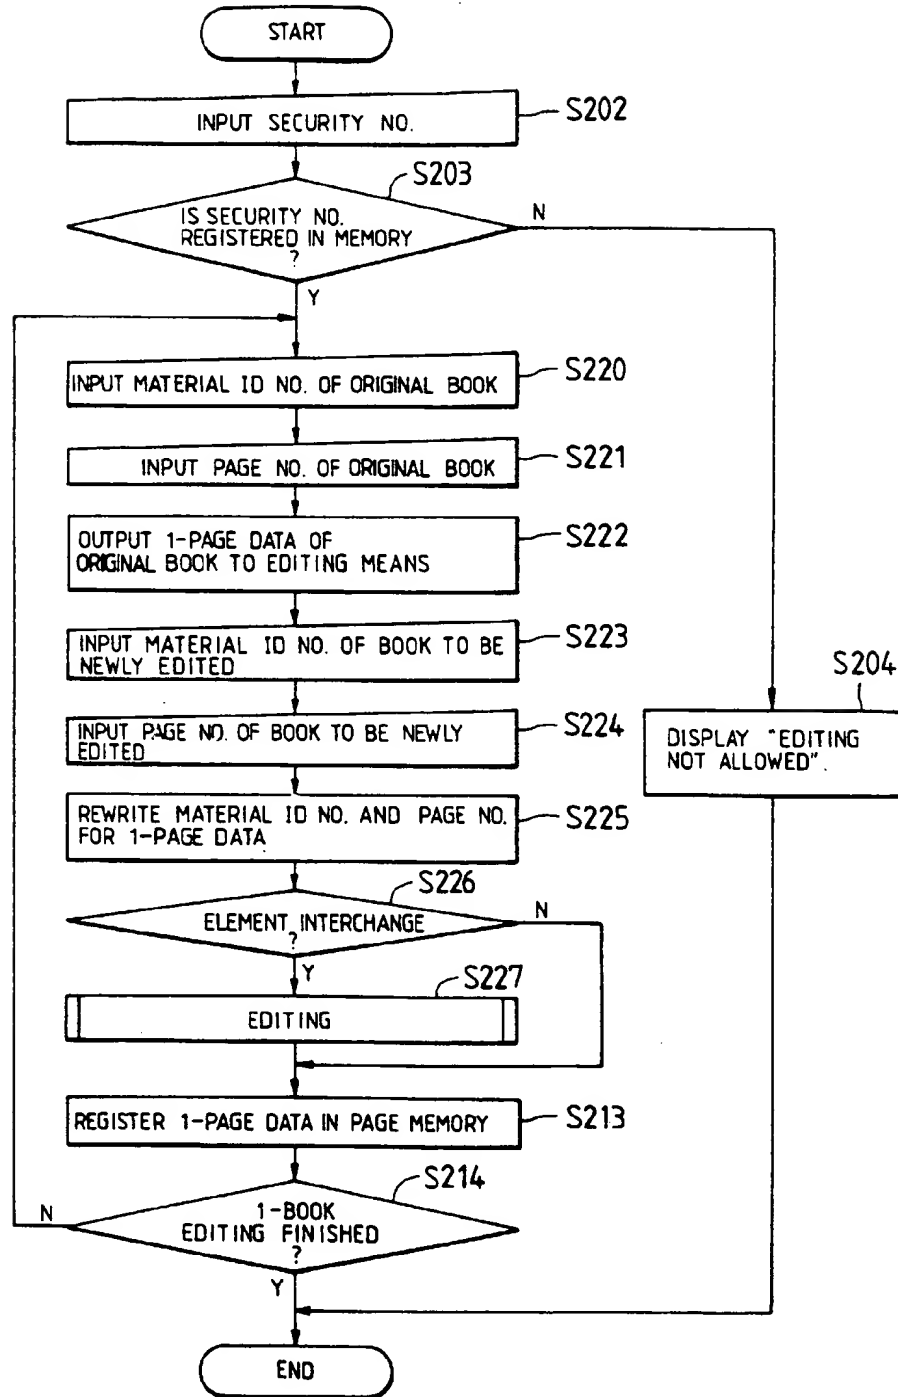 START
INPUT SECURITY NO.
S202
S203
IS SECURITY NO.
REGISTERED IN MEMORY
?
N
Y
INPUT MATERIAL ID NO. OF ORIGINAL BOOK
S220
INPUT PAGE NO. OF ORIGINAL BOOK
S221
OUTPUT 1-PAGE DATA OF
ORIGINAL BOOK TO EDITING MEANS
S222
INPUT MATERIAL ID NO. OF BOOK TO BE
NEWLY EDITED
S223
INPUT PAGE NO. OF BOOK TO BE NEWLY
EDITED
S224
S204
DISPLAY "EDITING
NOT ALLOWED".
REWRITE MATERIAL ID NO. AND PAGE NO.
FOR 1-PAGE DATA
S225
S226
ELEMENT INTERCHANGE
?
N
Y
S227
EDITING
REGISTER 1-PAGE DATA IN PAGE MEMORY
S213
S214
1-BOOK
EDITING FINISHED
?
N
Y
END